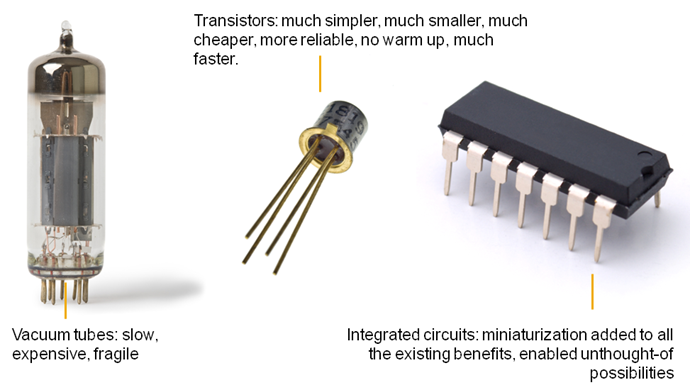 Transistors: much simpler, much smaller, much
cheaper, more reliable, no warm up, much
faster.
Vacuum tubes: slow,
expensive, fragile
Integrated circuits: miniaturization added to all
the existing benefits, enabled unthought-of
possibilities